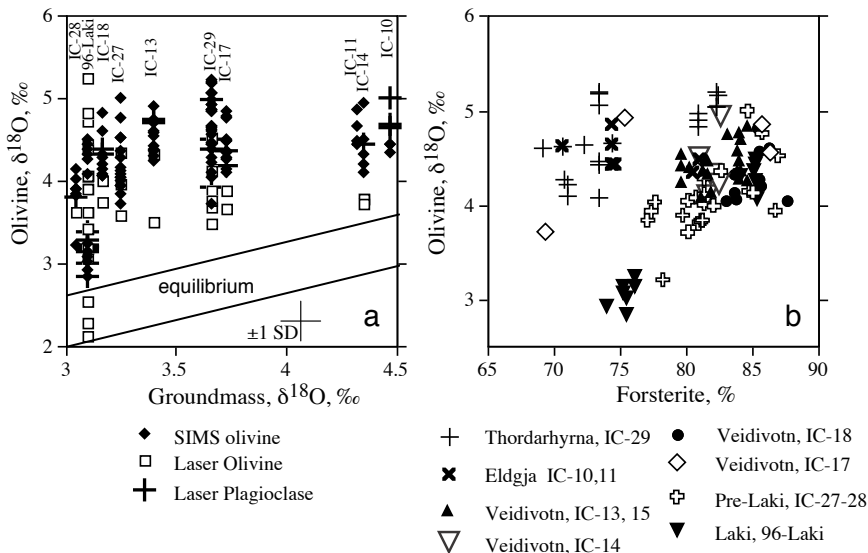 6
5
4
3
2
Olivine, δ18O, ‰
IC-28
96-Laki
IC-18
IC-27
IC-13
IC-29
IC-17
IC-11
IC-14
IC-10
equilibrium
±1 SD
a
3
3.5
4
4.5
Groundmass, δ18O, ‰
SIMS olivine
Laser Olivine
Laser Plagioclase
6
5
4
3
2
Olivine, δ18O, ‰
b
65
70
75
80
85
90
Forsterite, %
Thordarhyrna, IC-29
Eldgja IC-10,11
Veidivotn, IC-13, 15
Veidivotn, IC-14
Veidivotn, IC-18
Veidivotn, IC-17
Pre-Laki, IC-27-28
Laki, 96-Laki